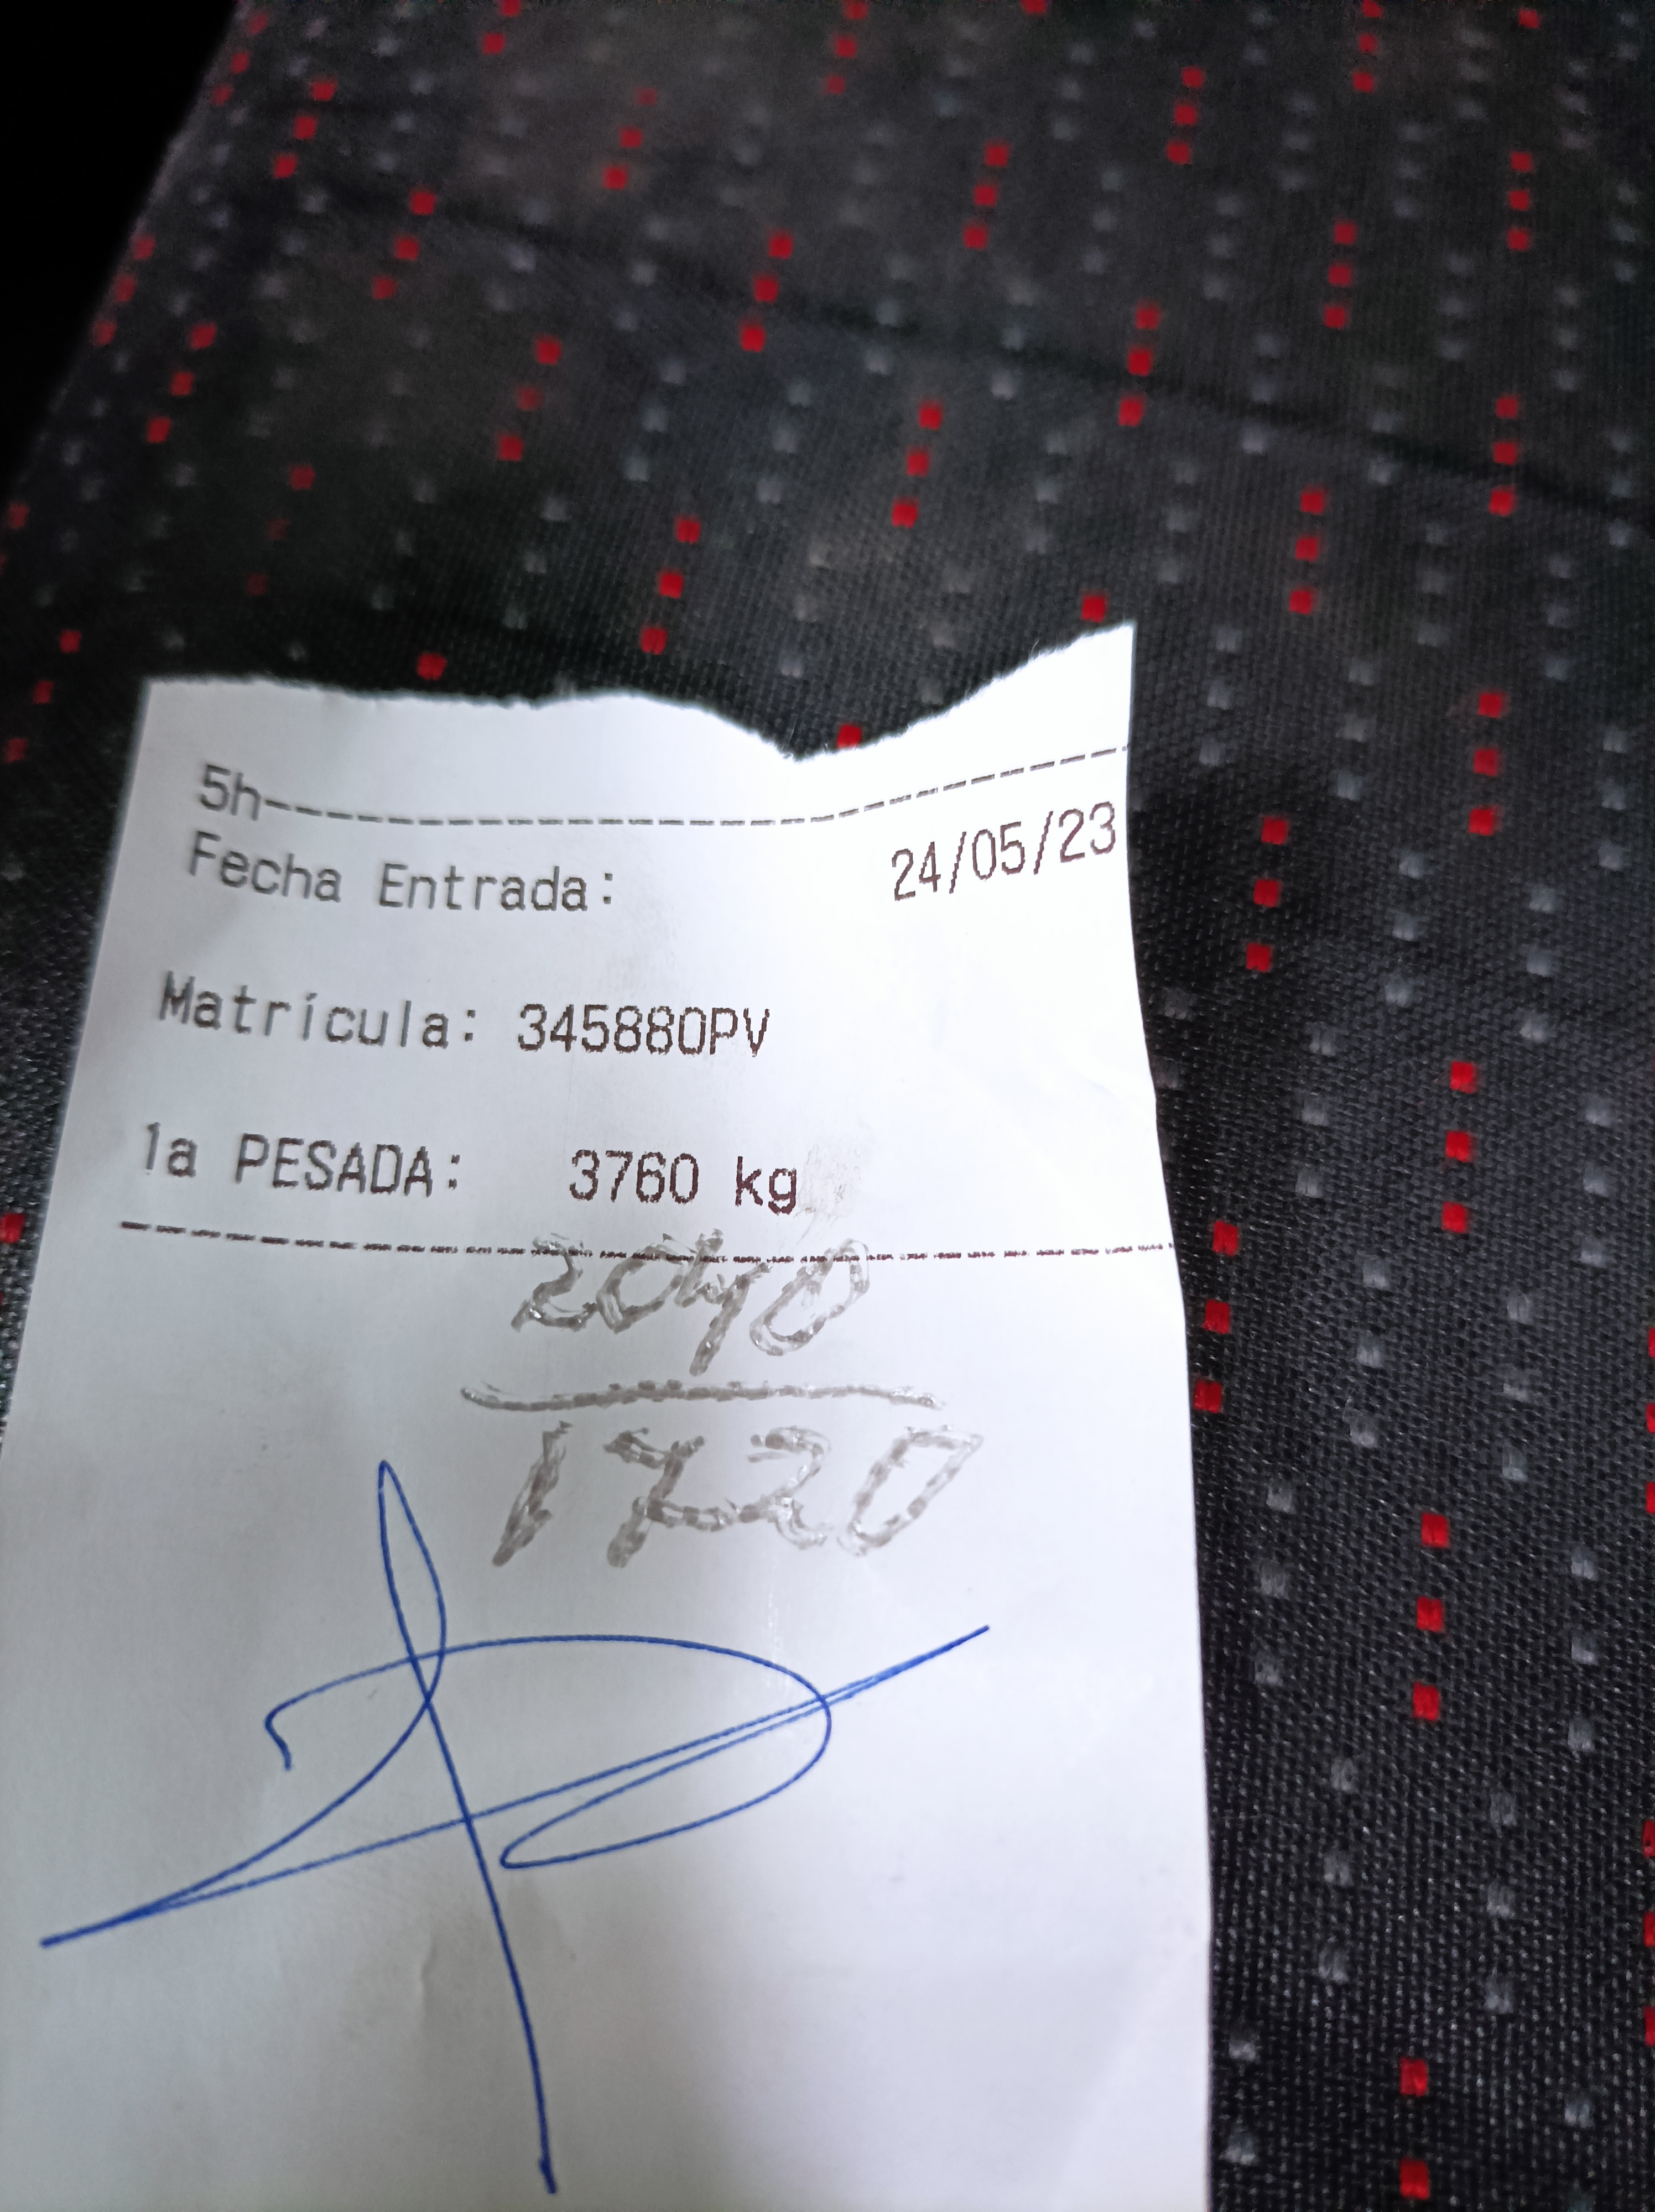 5h------------------------------
Fecha Entrada: 24/05/23
Matrícula: 345880PV
1a PESADA: 3760 kg
2040
1720